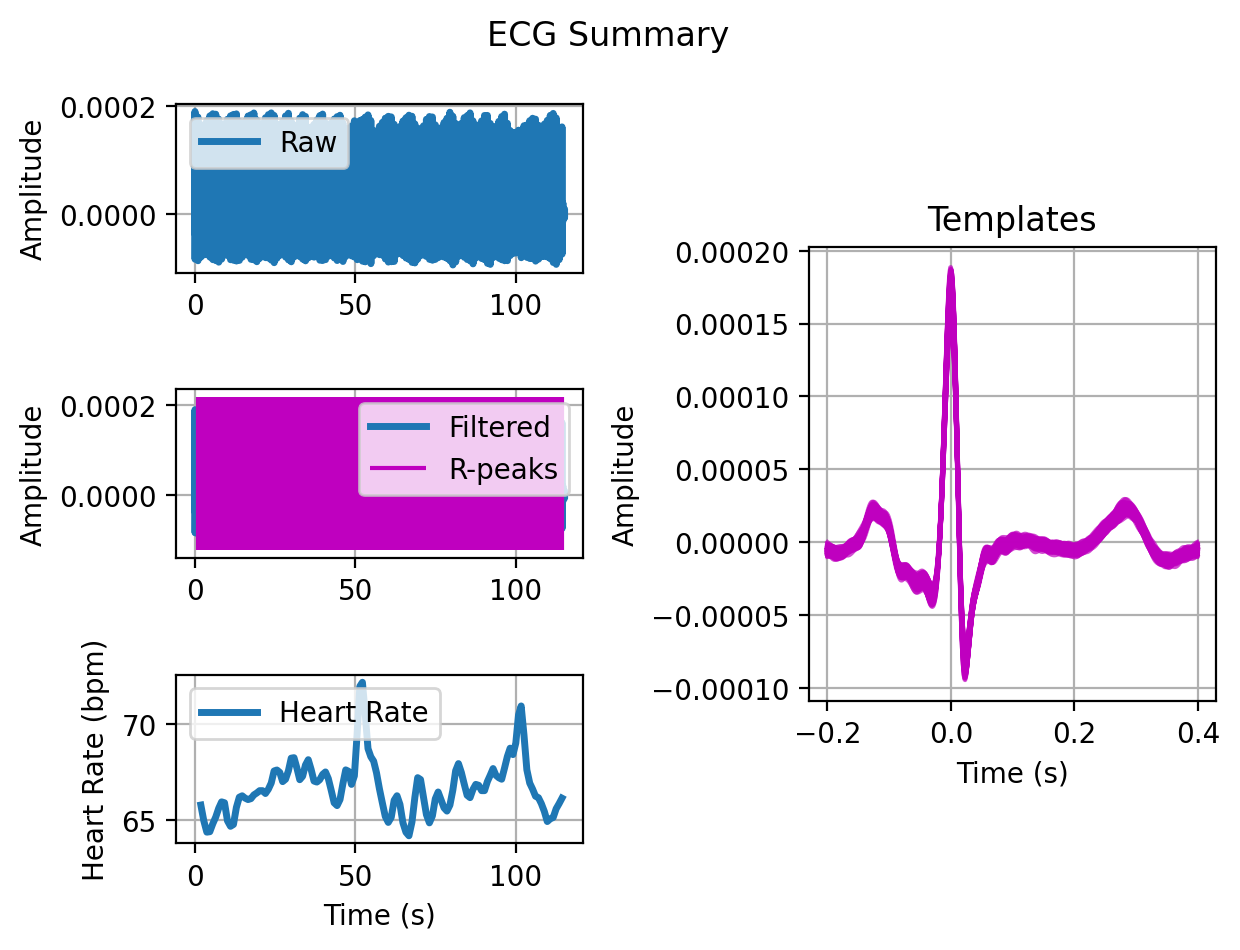 ECG Summary
0.0002
0.0000
Amplitude
Raw
0 50 100
0.0002
0.0000
Amplitude
Filtered
R-peaks
0 50 100
70
65
Heart Rate (bpm)
Heart Rate
0 50 100
Time (s)
Templates
0.00020
0.00015
0.00010
0.00005
0.00000
−0.00005
−0.00010
Amplitude
−0.2 0.0 0.2 0.4
Time (s)